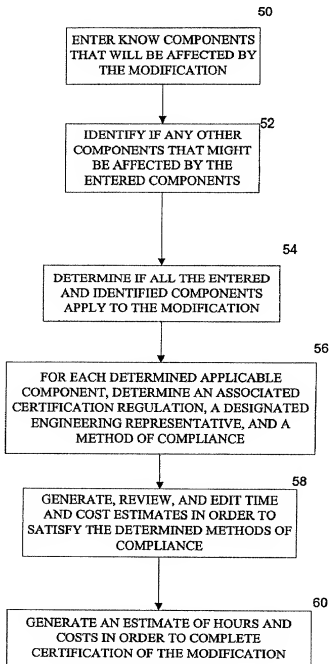 50
ENTER KNOW COMPONENTS
THAT WILL BE AFFECTED BY
THE MODIFICATION
52
IDENTIFY IF ANY OTHER
COMPONENTS THAT MIGHT
BE AFFECTED BY THE
ENTERED COMPONENTS
54
DETERMINE IF ALL THE ENTERED
AND IDENTIFIED COMPONENTS
APPLY TO THE MODIFICATION
56
FOR EACH DETERMINED APPLICABLE
COMPONENT, DETERMINE AN ASSOCIATED
CERTIFICATION REGULATION, A DESIGNATED
ENGINEERING REPRESENTATIVE, AND A
METHOD OF COMPLIANCE
58
GENERATE, REVIEW, AND EDIT TIME
AND COST ESTIMATES IN ORDER TO
SATISFY THE DETERMINED METHODS OF
COMPLIANCE
60
GENERATE AN ESTIMATE OF HOURS AND
COSTS IN ORDER TO COMPLETE
CERTIFICATION OF THE MODIFICATION